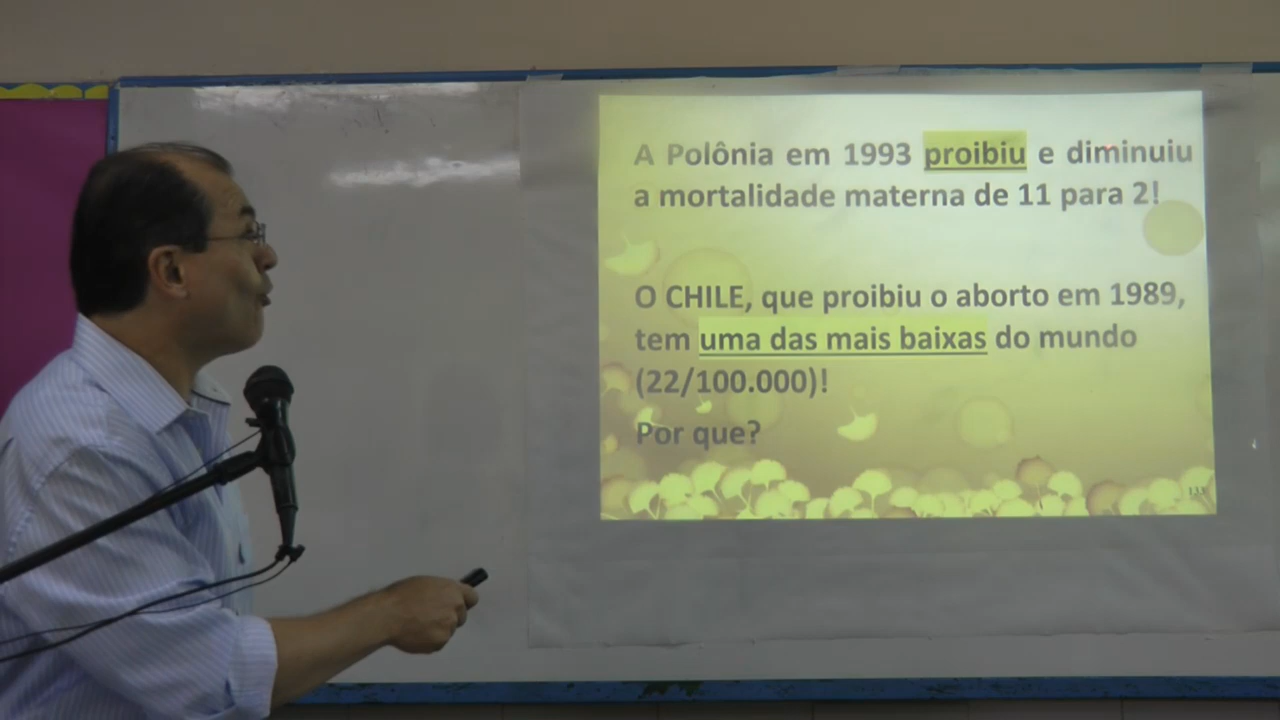 A Polônia em 1993 proibiu e diminuiu
a mortalidade materna de 11 para 2!
O CHILE, que proibiu o aborto em 1989,
tem uma das mais baixas do mundo
(22/100.000)!
Por que?
133